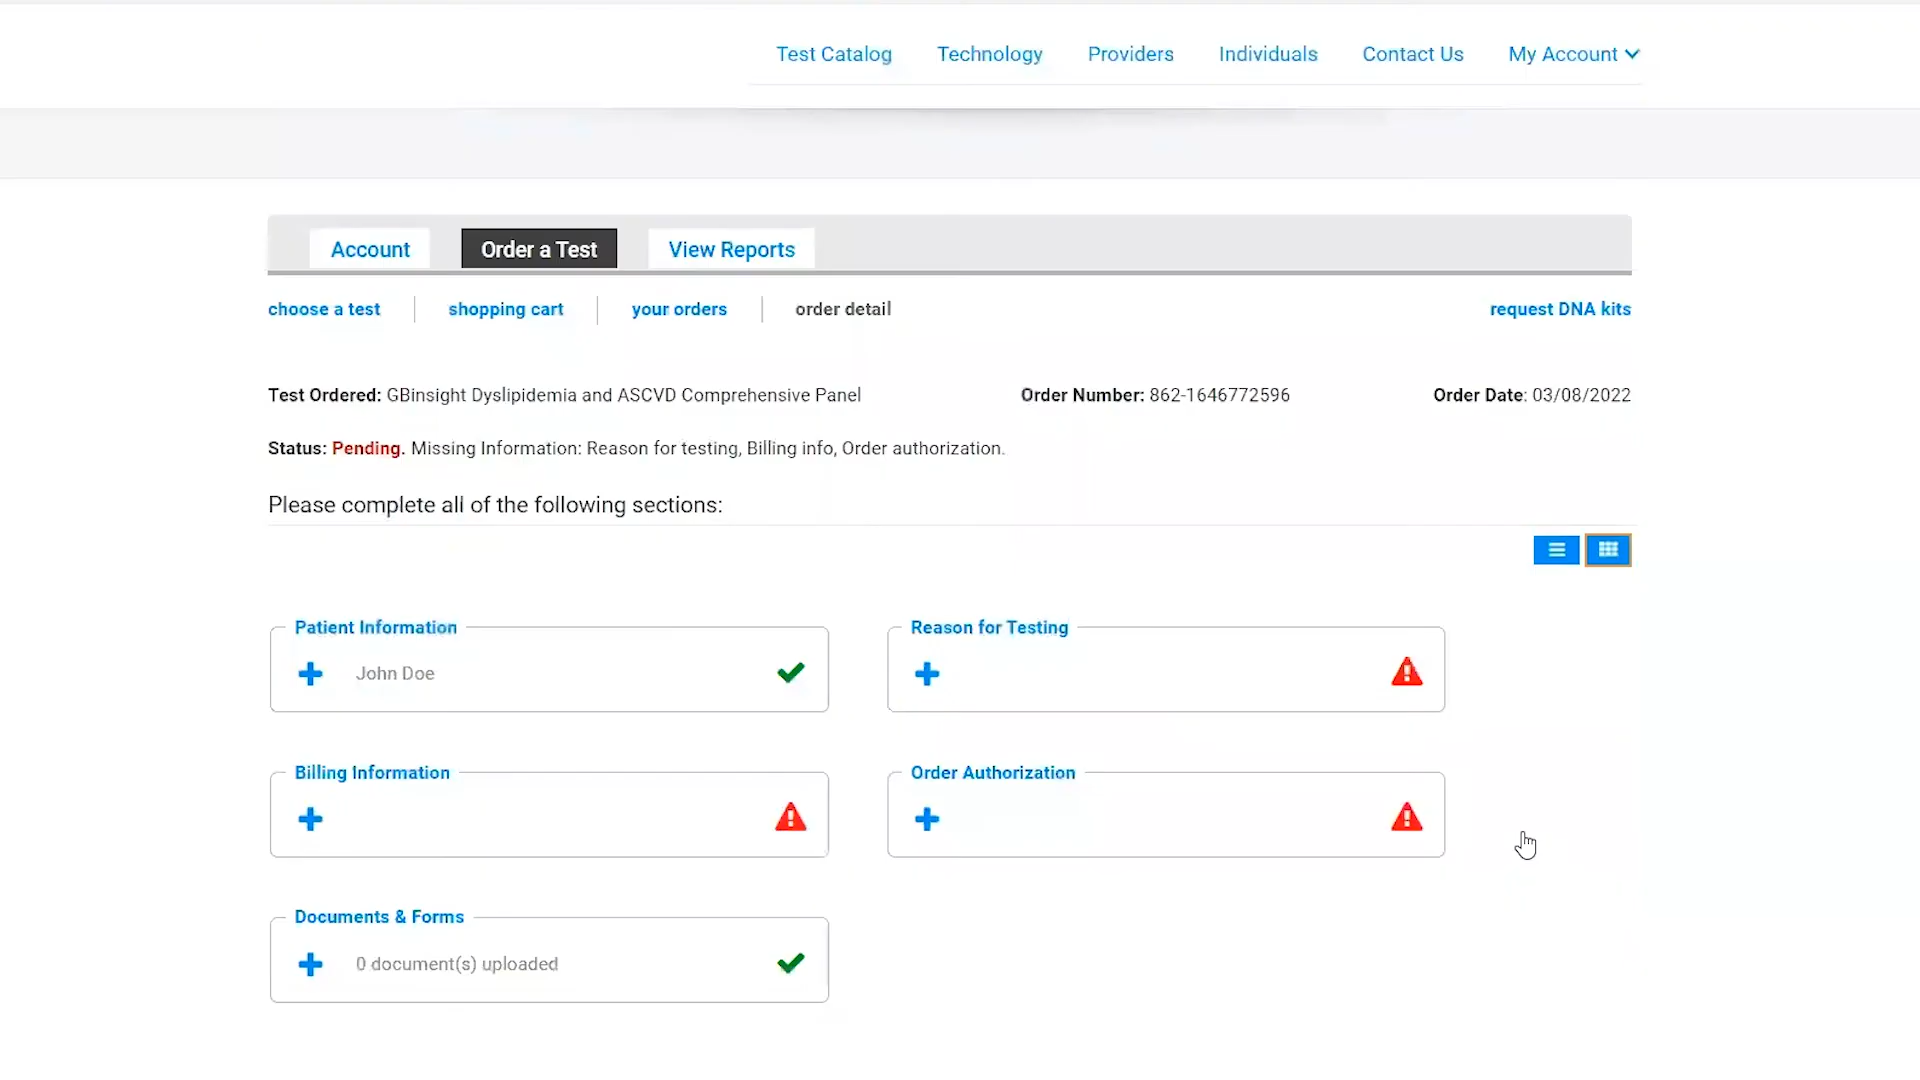 Test Catalog Technology Providers Individuals Contact Us My Account
Account Order a Test View Reports
choose a test shopping cart your orders order detail request DNA kits
Test Ordered: GBinsight Dyslipidemia and ASCVD Comprehensive Panel Order Number: 862-1646772596 Order Date: 03/08/2022
Status: Pending. Missing Information: Reason for testing, Billing info, Order authorization.
Please complete all of the following sections:
Patient Information
John Doe
Reason for Testing
Billing Information
Order Authorization
Documents & Forms
0 document(s) uploaded